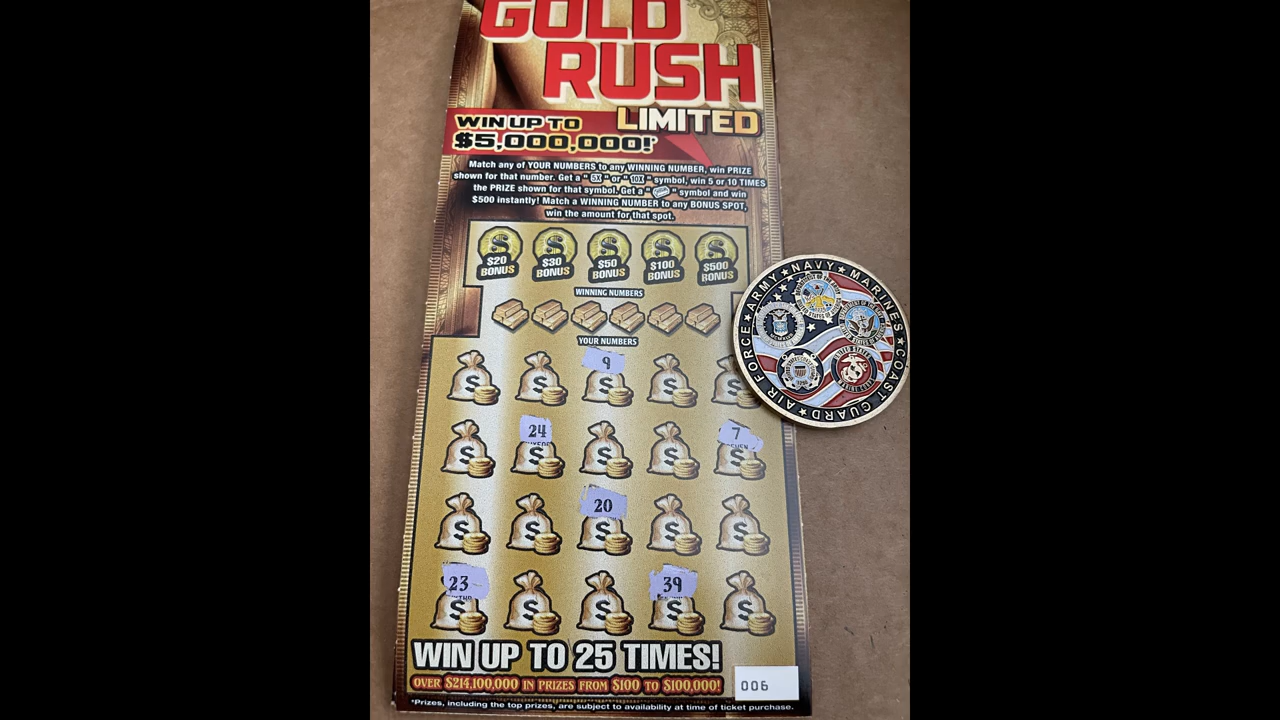 GOLD
RUSH
LIMITED
WIN UP TO
$5,000,000!*
Match any of YOUR NUMBERS to any WINNING NUMBER, win PRIZE
shown for that number. Get a "5X" or "10X" symbol, win 5 or 10 TIMES
the PRIZE shown for that symbol. Get a " " symbol and win
$500 instantly! Match a WINNING NUMBER to any BONUS SPOT,
win the amount for that spot.
$20 BONUS $30 BONUS $50 BONUS $100 BONUS $500 BONUS
WINNING NUMBERS
YOUR NUMBERS
9
24 7
20
23 39
WIN UP TO 25 TIMES!
OVER $214,100,000 IN PRIZES FROM $100 TO $100,000!
006
*Prizes, including the top prizes, are subject to availability at time of ticket purchase.
ARMY ★ NAVY ★ MARINES ★ COAST GUARD ★ AIR FORCE ★